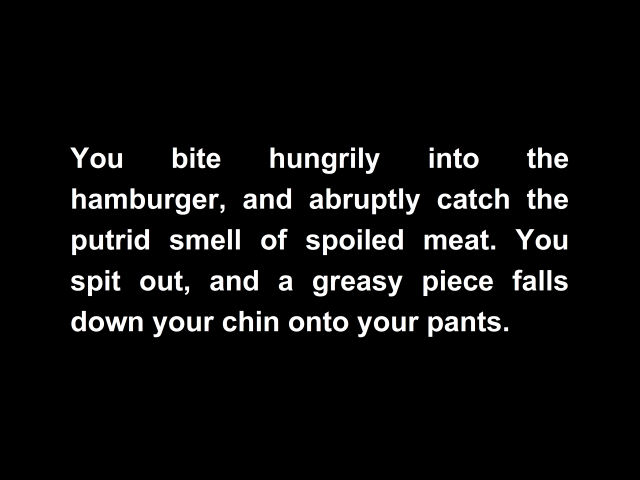 You bite hungrily into the
hamburger, and abruptly catch the
putrid smell of spoiled meat. You
spit out, and a greasy piece falls
down your chin onto your pants.